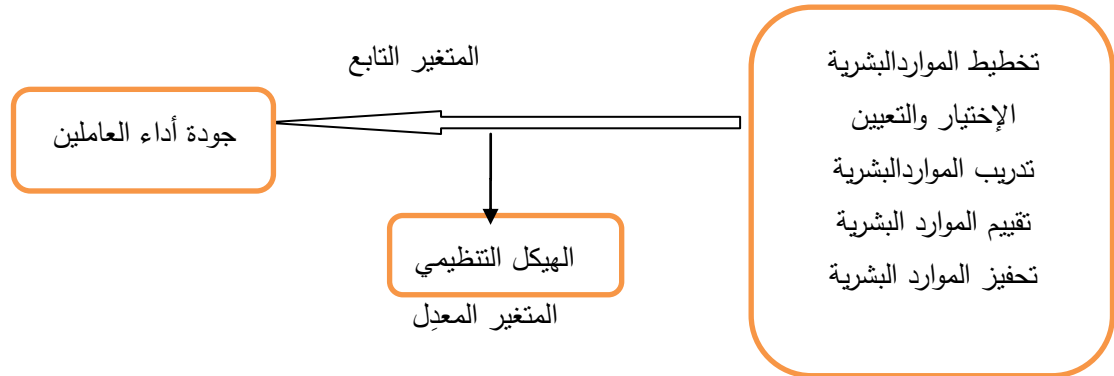 تخطيط المواردالبشرية
الإختيار والتعيين
تدريب المواردالبشرية
تقييم الموارد البشرية
تحفيز الموارد البشرية
المتغير التابع
جودة أداء العاملين
الهيكل التنظيمي
المتغير المعدِل